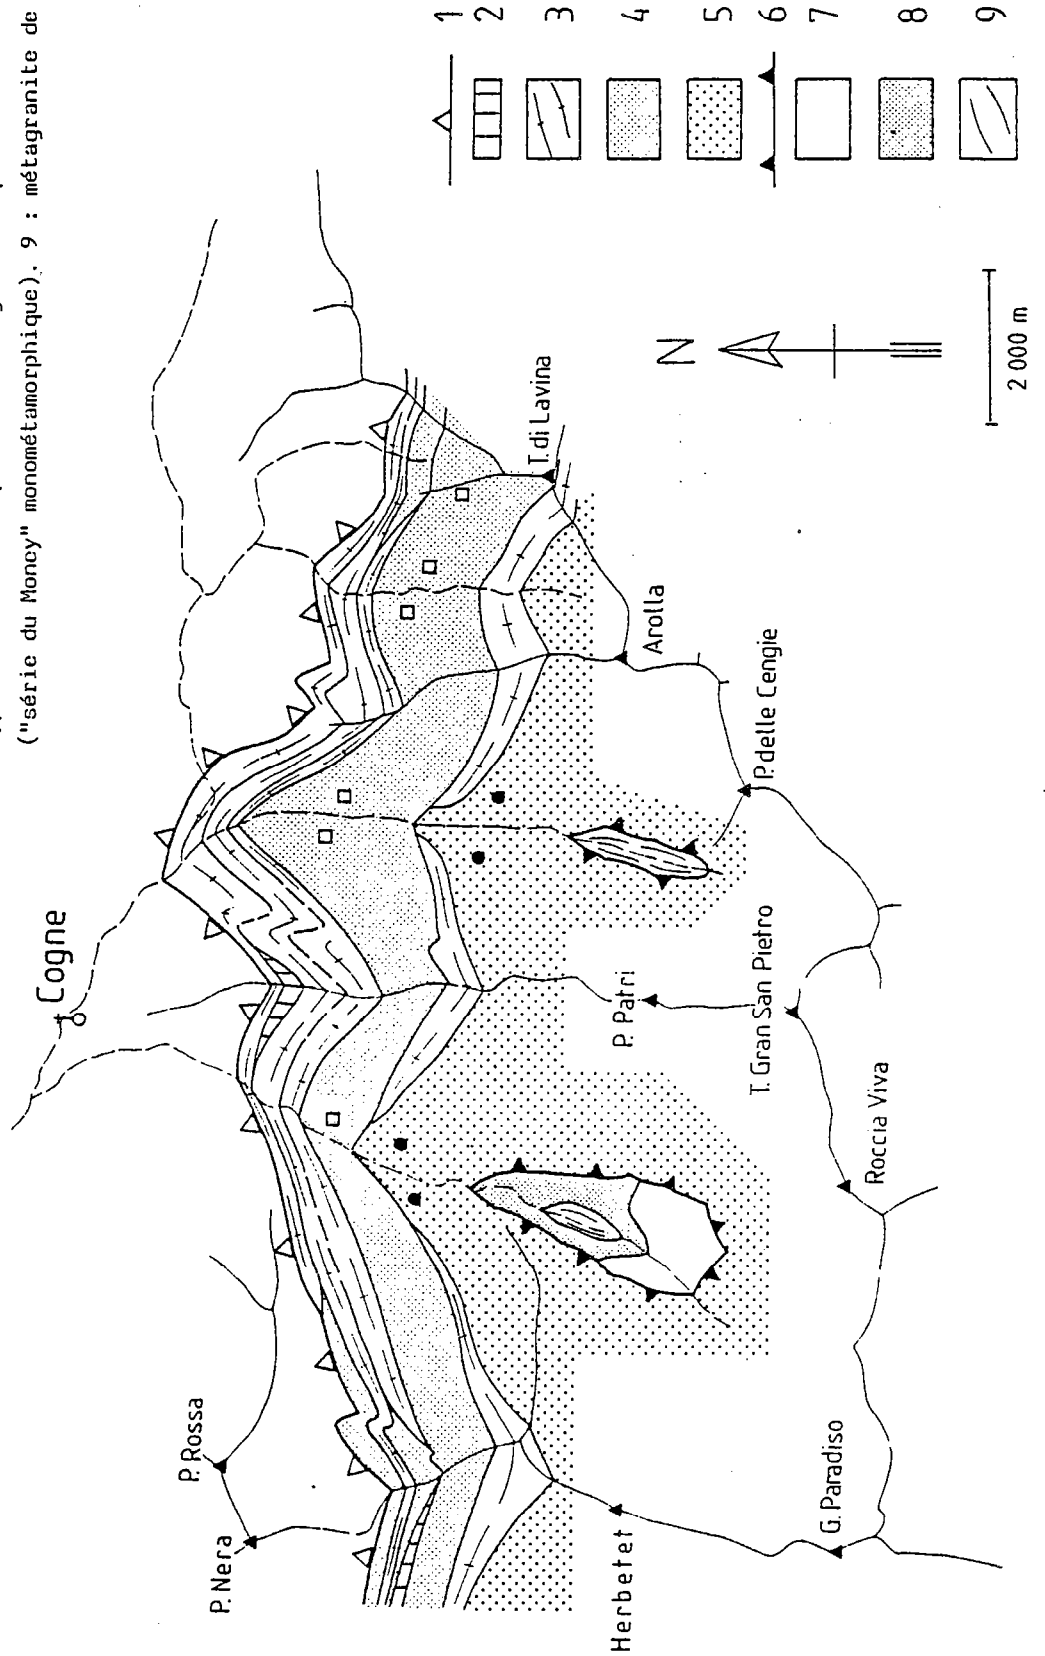 ("série du Moncy" monométamorphique). 9 : métagranite de
Cogne
P. Nera
P. Rossa
Herbetet
G. Paradiso
Roccia Viva
T. Gran San Pietro
P. Patri
P. delle Cengie
Arolla
T. di Lavina
N
2 000 m
1
2
3
4
5
6
7
8
9